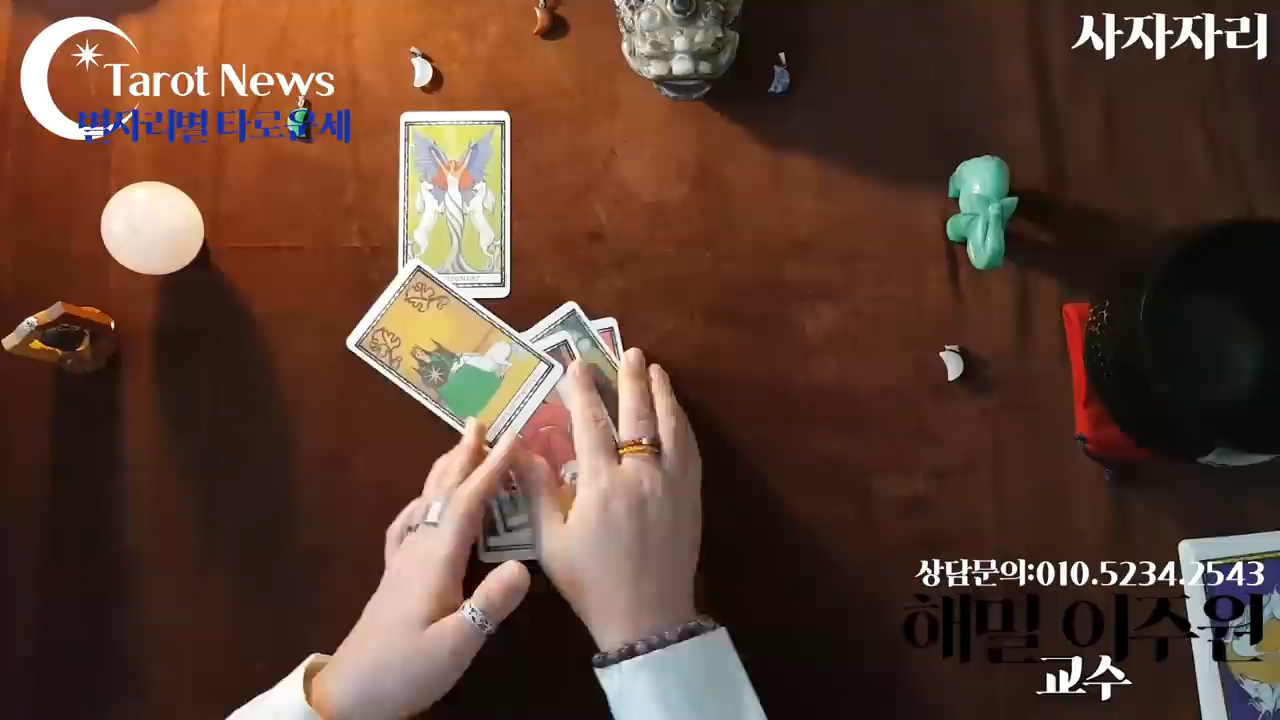 사자자리
Tarot News
별자리별 타로운세
상담문의:010.5234.2543
해밀 이주원
교수